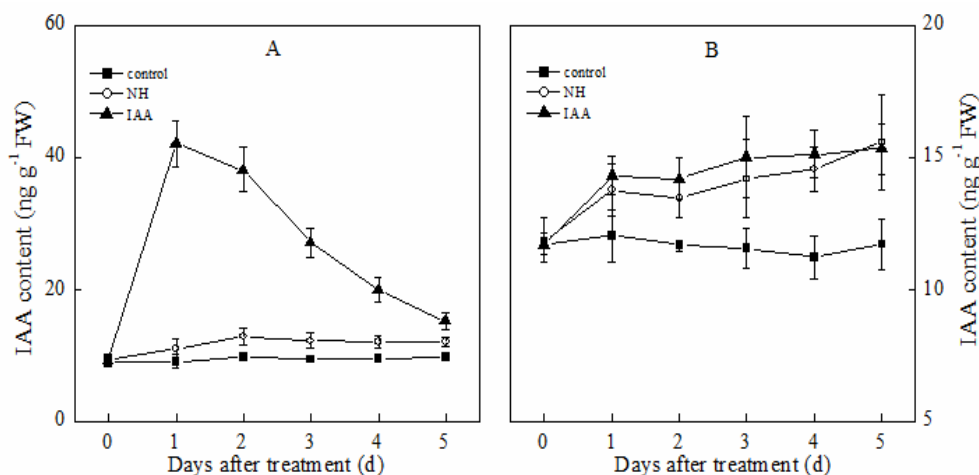 A
control
NH
IAA
60
40
20
0
IAA content (ng g-1 FW)
0 1 2 3 4 5
Days after treatment (d)
B
control
NH
IAA
20
15
10
5
IAA content (ng g-1 FW)
0 1 2 3 4 5
Days after treatment (d)